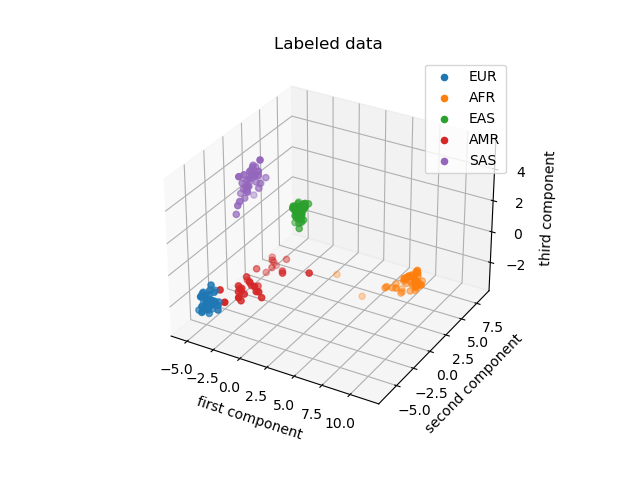 Labeled data
EUR
AFR
EAS
AMR
SAS
4
2
0
−2
third component
7.5
5.0
2.5
0.0
−2.5
−5.0
second component
−5.0
−2.5
0.0
2.5
5.0
7.5
10.0
first component